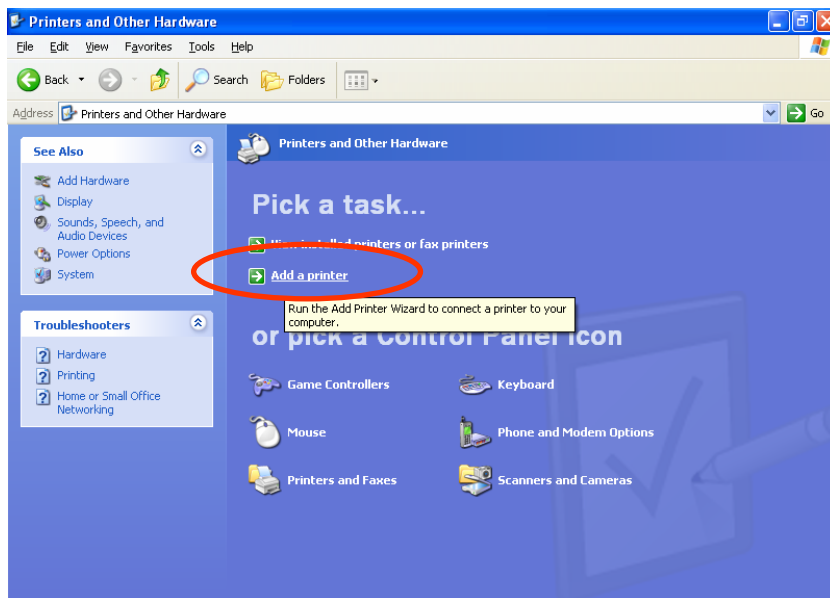 Printers and Other Hardware
File Edit View Favorites Tools Help
Back Search Folders
Address Printers and Other Hardware Go
See Also
Add Hardware
Display
Sounds, Speech, and
Audio Devices
Power Options
System
Troubleshooters
Hardware
Printing
Home or Small Office
Networking
Printers and Other Hardware
Pick a task...
View installed printers or fax printers
Add a printer
Run the Add Printer Wizard to connect a printer to your
computer.
or pick a Control Panel icon
Game Controllers
Keyboard
Mouse
Phone and Modem Options
Printers and Faxes
Scanners and Cameras